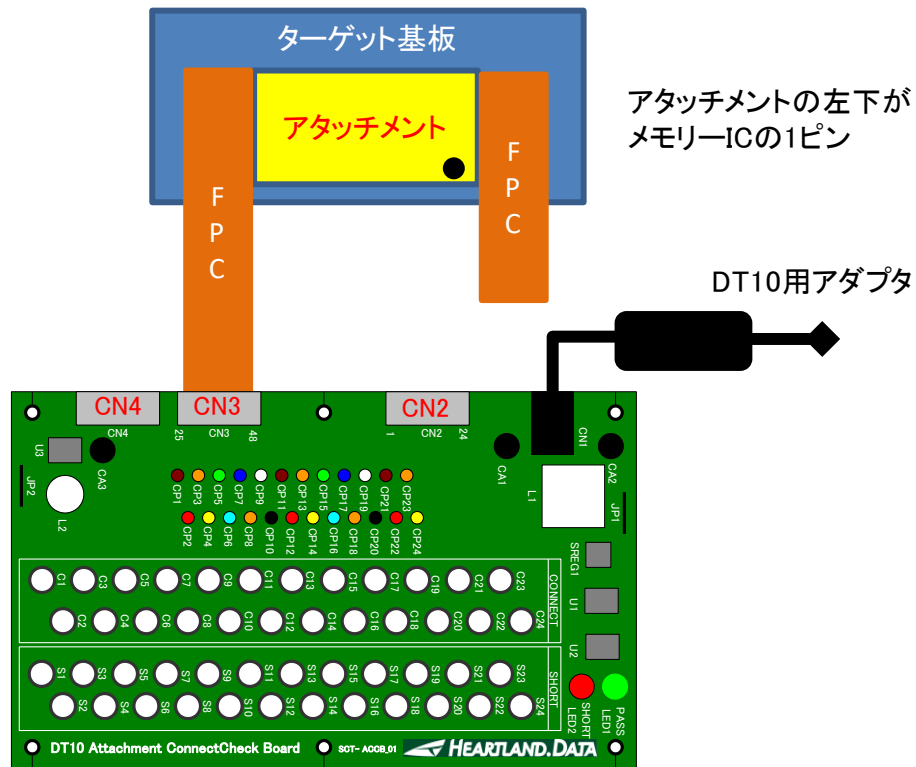 ターゲット基板
アタッチメント
アタッチメントの左下が
メモリーICの1ピン
FPC
FPC
DT10用アダプタ
CN4
CN3
CN2
CN4
25
CN3
48
1
CN2
24
CN1
U3
CA3
CA1
CA2
JP2
L2
L1
JP1
CP1
CP3
CP5
CP7
CP9
CP11
CP13
CP15
CP17
CP19
CP21
CP23
CP2
CP4
CP6
CP8
CP10
CP12
CP14
CP16
CP18
CP20
CP22
CP24
SREG1
U1
U2
C1
C3
C5
C7
C9
C11
C13
C15
C17
C19
C21
C23
CONNECT
C2
C4
C6
C8
C10
C12
C14
C16
C18
C20
C22
C24
S1
S3
S5
S7
S9
S11
S13
S15
S17
S19
S21
S23
SHORT
S2
S4
S6
S8
S10
S12
S14
S16
S18
S20
S22
S24
SHORT
LED2
PASS
LED1
DT10 Attachment ConnectCheck Board
SCT- ACCB_01
HEARTLAND.DATA